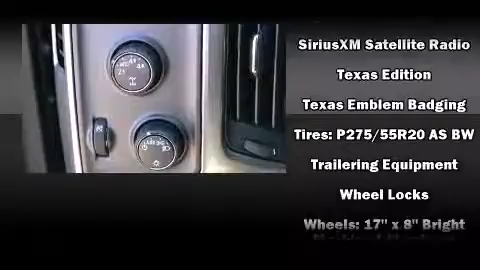 SiriusXM Satellite Radio
Texas Edition
Texas Emblem Badging
Tires: P275/55R20 AS BW
Trailering Equipment
Wheel Locks
Wheels: 17" x 8" Bright